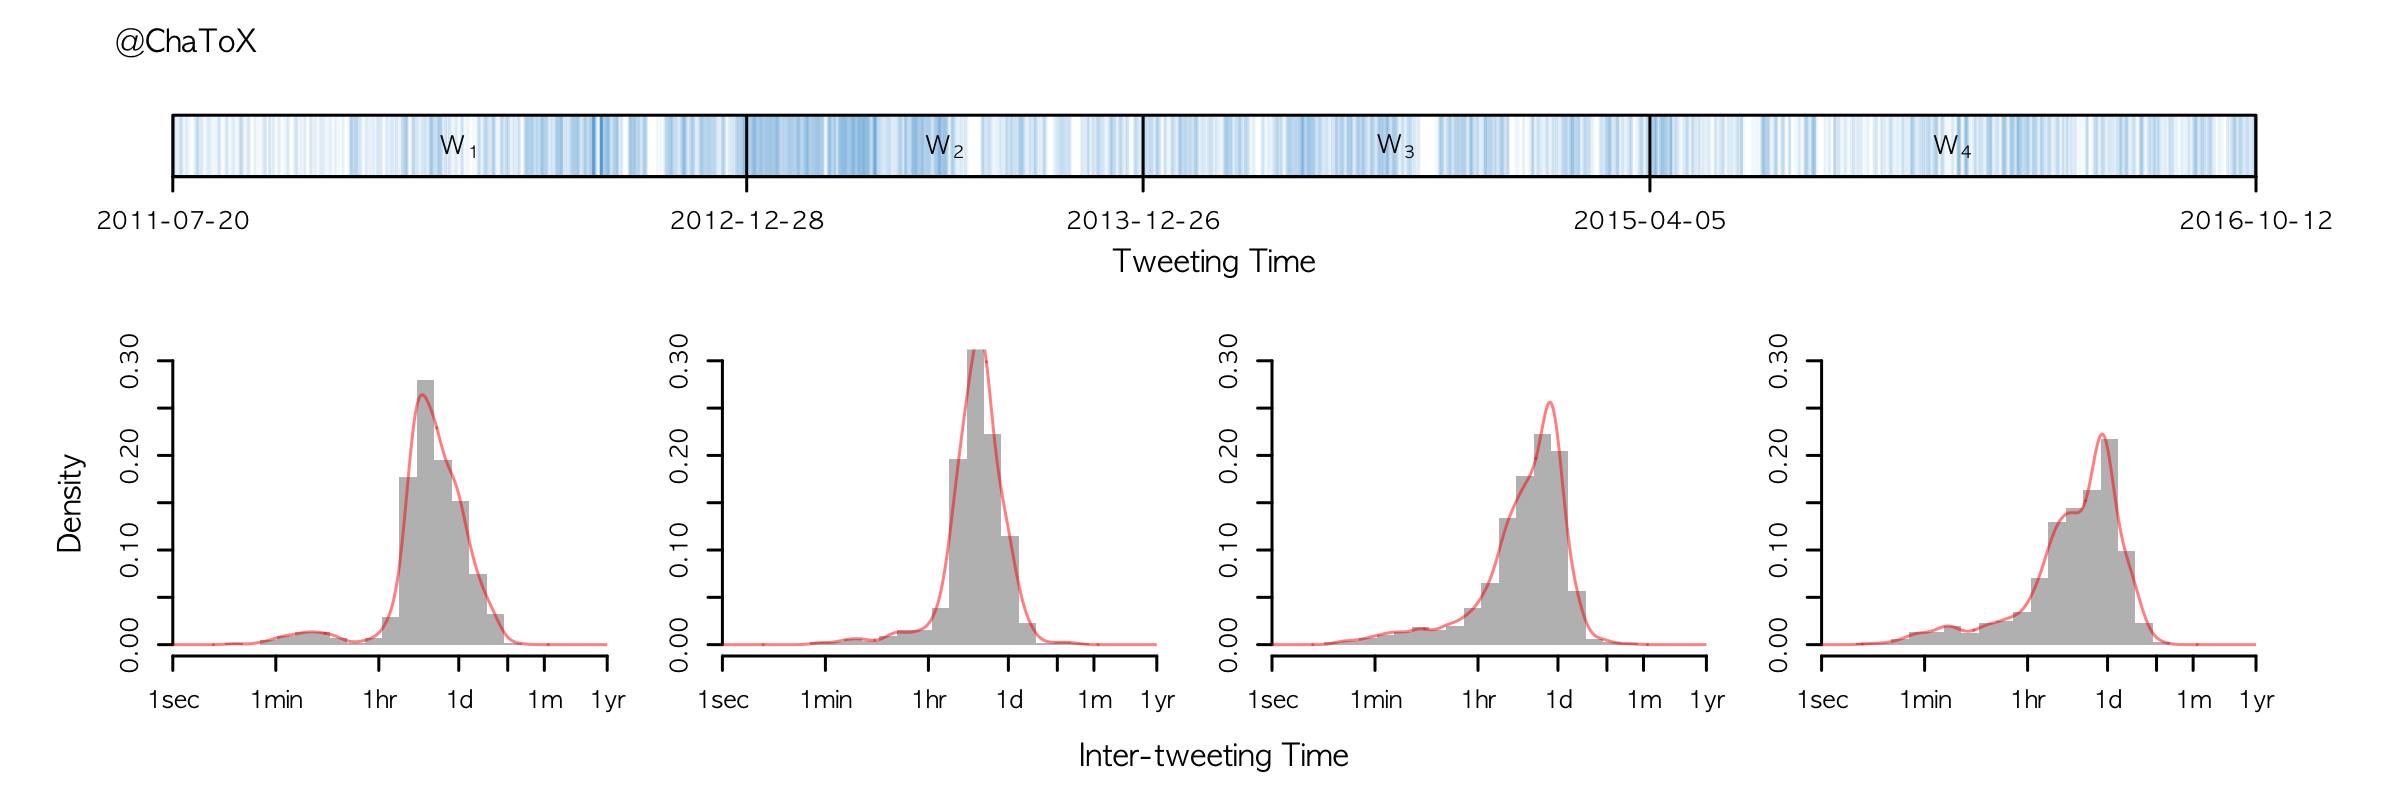 @ChaToX
W1 W2 W3 W4
2011-07-20 2012-12-28 2013-12-26 2015-04-05 2016-10-12
Tweeting Time
Density
0.00 0.10 0.20 0.30
1sec 1min 1hr 1d 1m 1yr
0.00 0.10 0.20 0.30
1sec 1min 1hr 1d 1m 1yr
0.00 0.10 0.20 0.30
1sec 1min 1hr 1d 1m 1yr
0.00 0.10 0.20 0.30
1sec 1min 1hr 1d 1m 1yr
Inter-tweeting Time